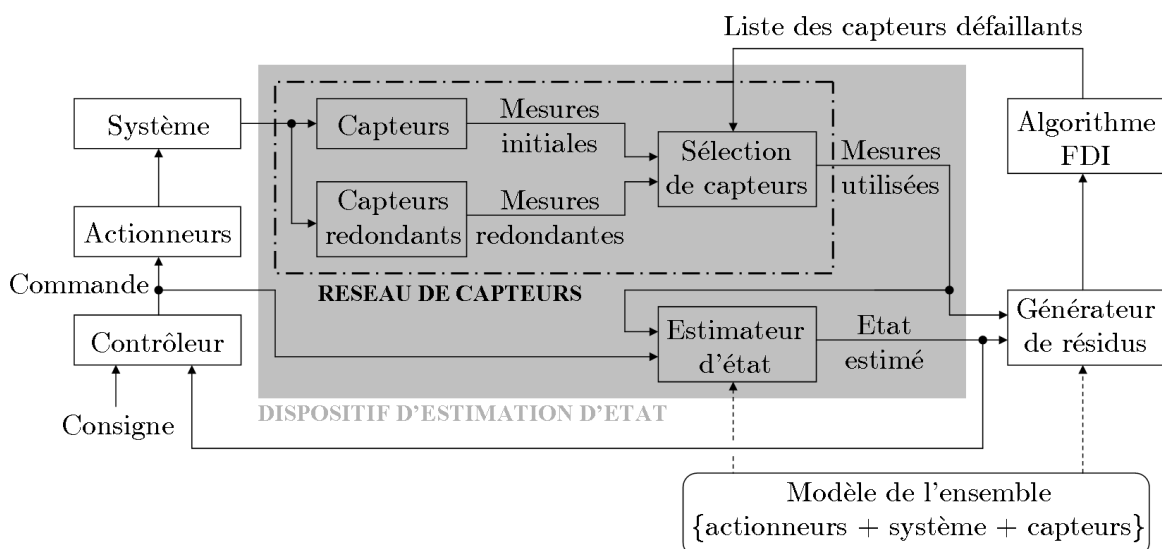 Liste des capteurs défaillants
Système
Capteurs
Mesures
initiales
Sélection
de capteurs
Mesures
utilisées
Algorithme
FDI
Actionneurs
Capteurs
redondants
Mesures
redondantes
Commande
RESEAU DE CAPTEURS
Contrôleur
Estimateur
d'état
Etat
estimé
Générateur
de résidus
Consigne
DISPOSITIF D'ESTIMATION D'ETAT
Modèle de l'ensemble
{actionneurs + système + capteurs}